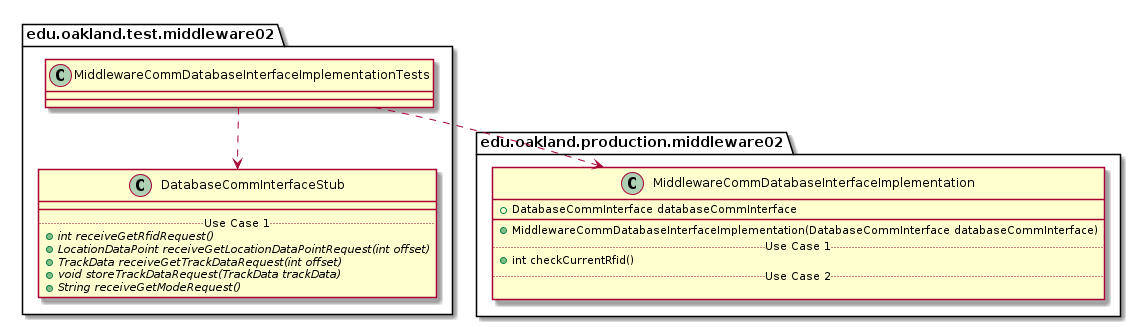 edu.oakland.test.middleware02
C MiddlewareCommDatabaseInterfaceImplementationTests
C DatabaseCommInterfaceStub
Use Case 1
int receiveGetRfidRequest()
LocationDataPoint receiveGetLocationDataPointRequest(int offset)
TrackData receiveGetTrackDataRequest(int offset)
void storeTrackDataRequest(TrackData trackData)
String receiveGetModeRequest()
edu.oakland.production.middleware02
C MiddlewareCommDatabaseInterfaceImplementation
DatabaseCommInterface databaseCommInterface
MiddlewareCommDatabaseInterfaceImplementation(DatabaseCommInterface databaseCommInterface)
Use Case 1
int checkCurrentRfid()
Use Case 2